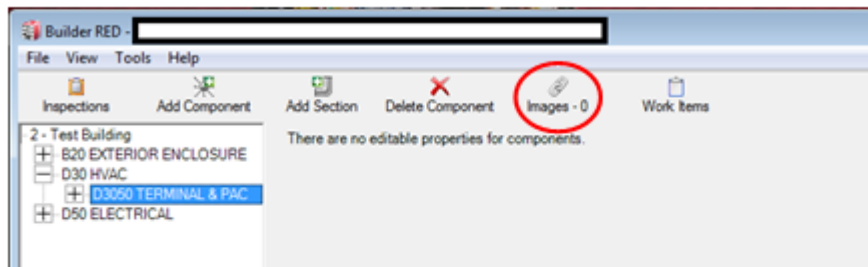 Builder RED -
File View Tools Help
Inspections Add Component Add Section Delete Component Images - 0 Work Items
2 - Test Building
B20 EXTERIOR ENCLOSURE
D30 HVAC
D3050 TERMINAL & PAC
D50 ELECTRICAL
There are no editable properties for components.